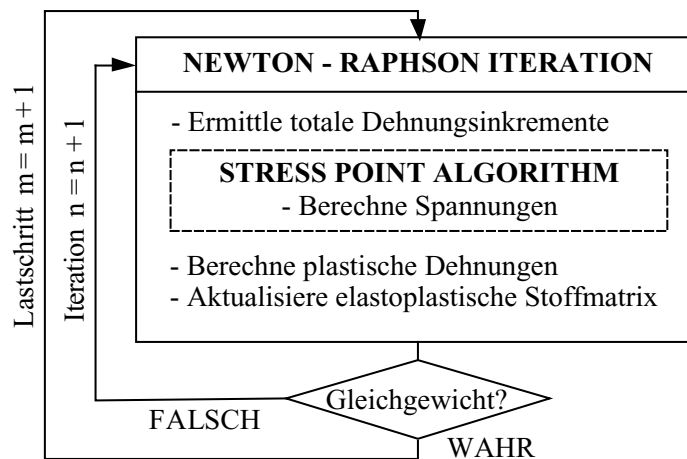 NEWTON - RAPHSON ITERATION
- Ermittle totale Dehnungsinkremente
STRESS POINT ALGORITHM
- Berechne Spannungen
- Berechne plastische Dehnungen
- Aktualisiere elastoplastische Stoffmatrix
Lastschritt m = m + 1
Iteration n = n + 1
Gleichgewicht?
FALSCH
WAHR